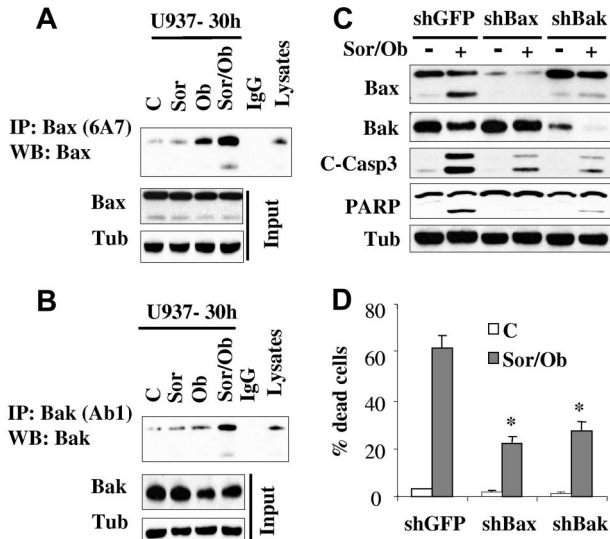 A
U937- 30h
C
Sor
Ob
Sor/Ob
IgG
Lysates
IP: Bax (6A7)
WB: Bax
Bax
Tub
Input
B
U937- 30h
C
Sor
Ob
Sor/Ob
IgG
Lysates
IP: Bak (Ab1)
WB: Bak
Bak
Tub
Input
C
shGFP shBax shBak
Sor/Ob - + - + - +
Bax
Bak
C-Casp3
PARP
Tub
D
% dead cells
80
60
40
20
0
C
Sor/Ob
*
*
shGFP shBax shBak